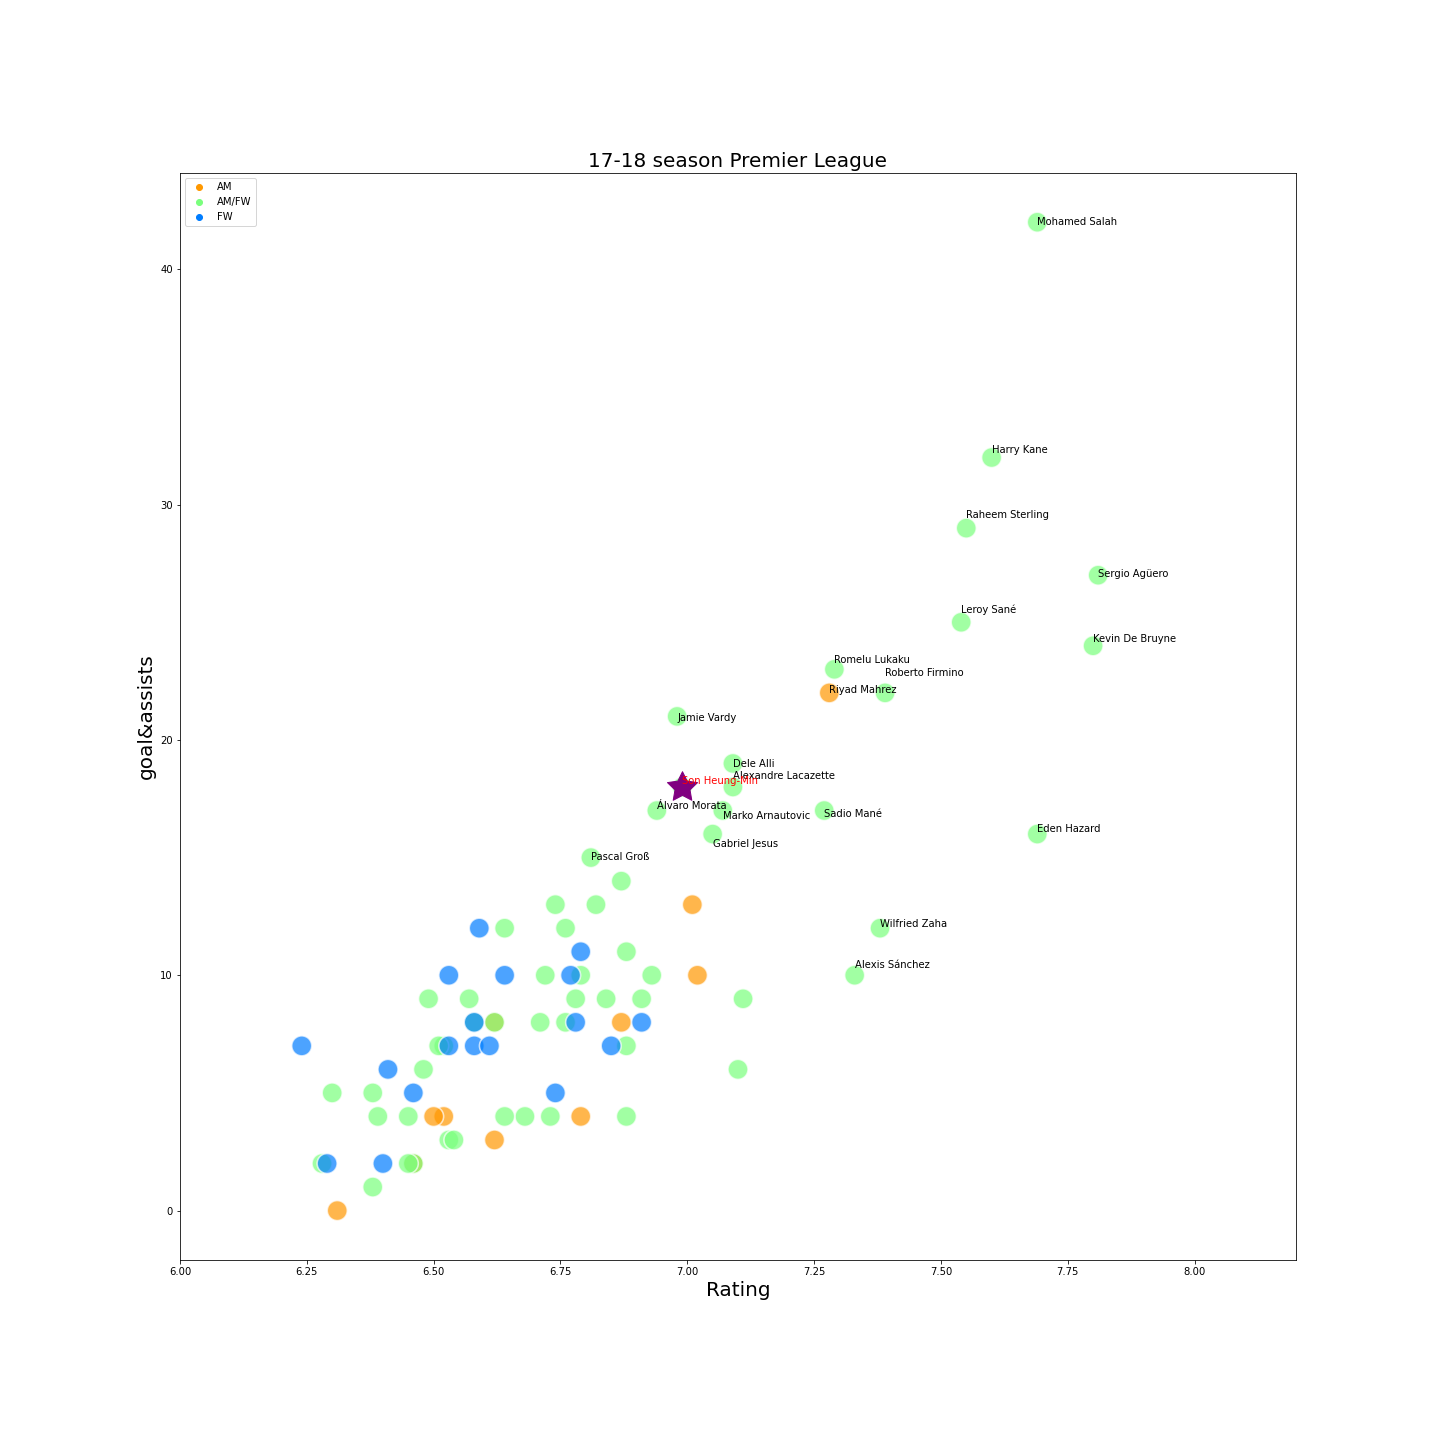 17-18 season Premier League
AM
AM/FW
FW
Mohamed Salah
40
Harry Kane
30
Raheem Sterling
Sergio Agüero
Leroy Sané
Kevin De Bruyne
Romelu Lukaku
Roberto Firmino
Riyad Mahrez
Jamie Vardy
20
Dele Alli
Alexandre Lacazette
Son Heung-Min
Álvaro Morata
Marko Arnautovic
Sadio Mané
Eden Hazard
Gabriel Jesus
Pascal Groß
Wilfried Zaha
Alexis Sánchez
10
0
goal&assists
6.00 6.25 6.50 6.75 7.00 7.25 7.50 7.75 8.00
Rating